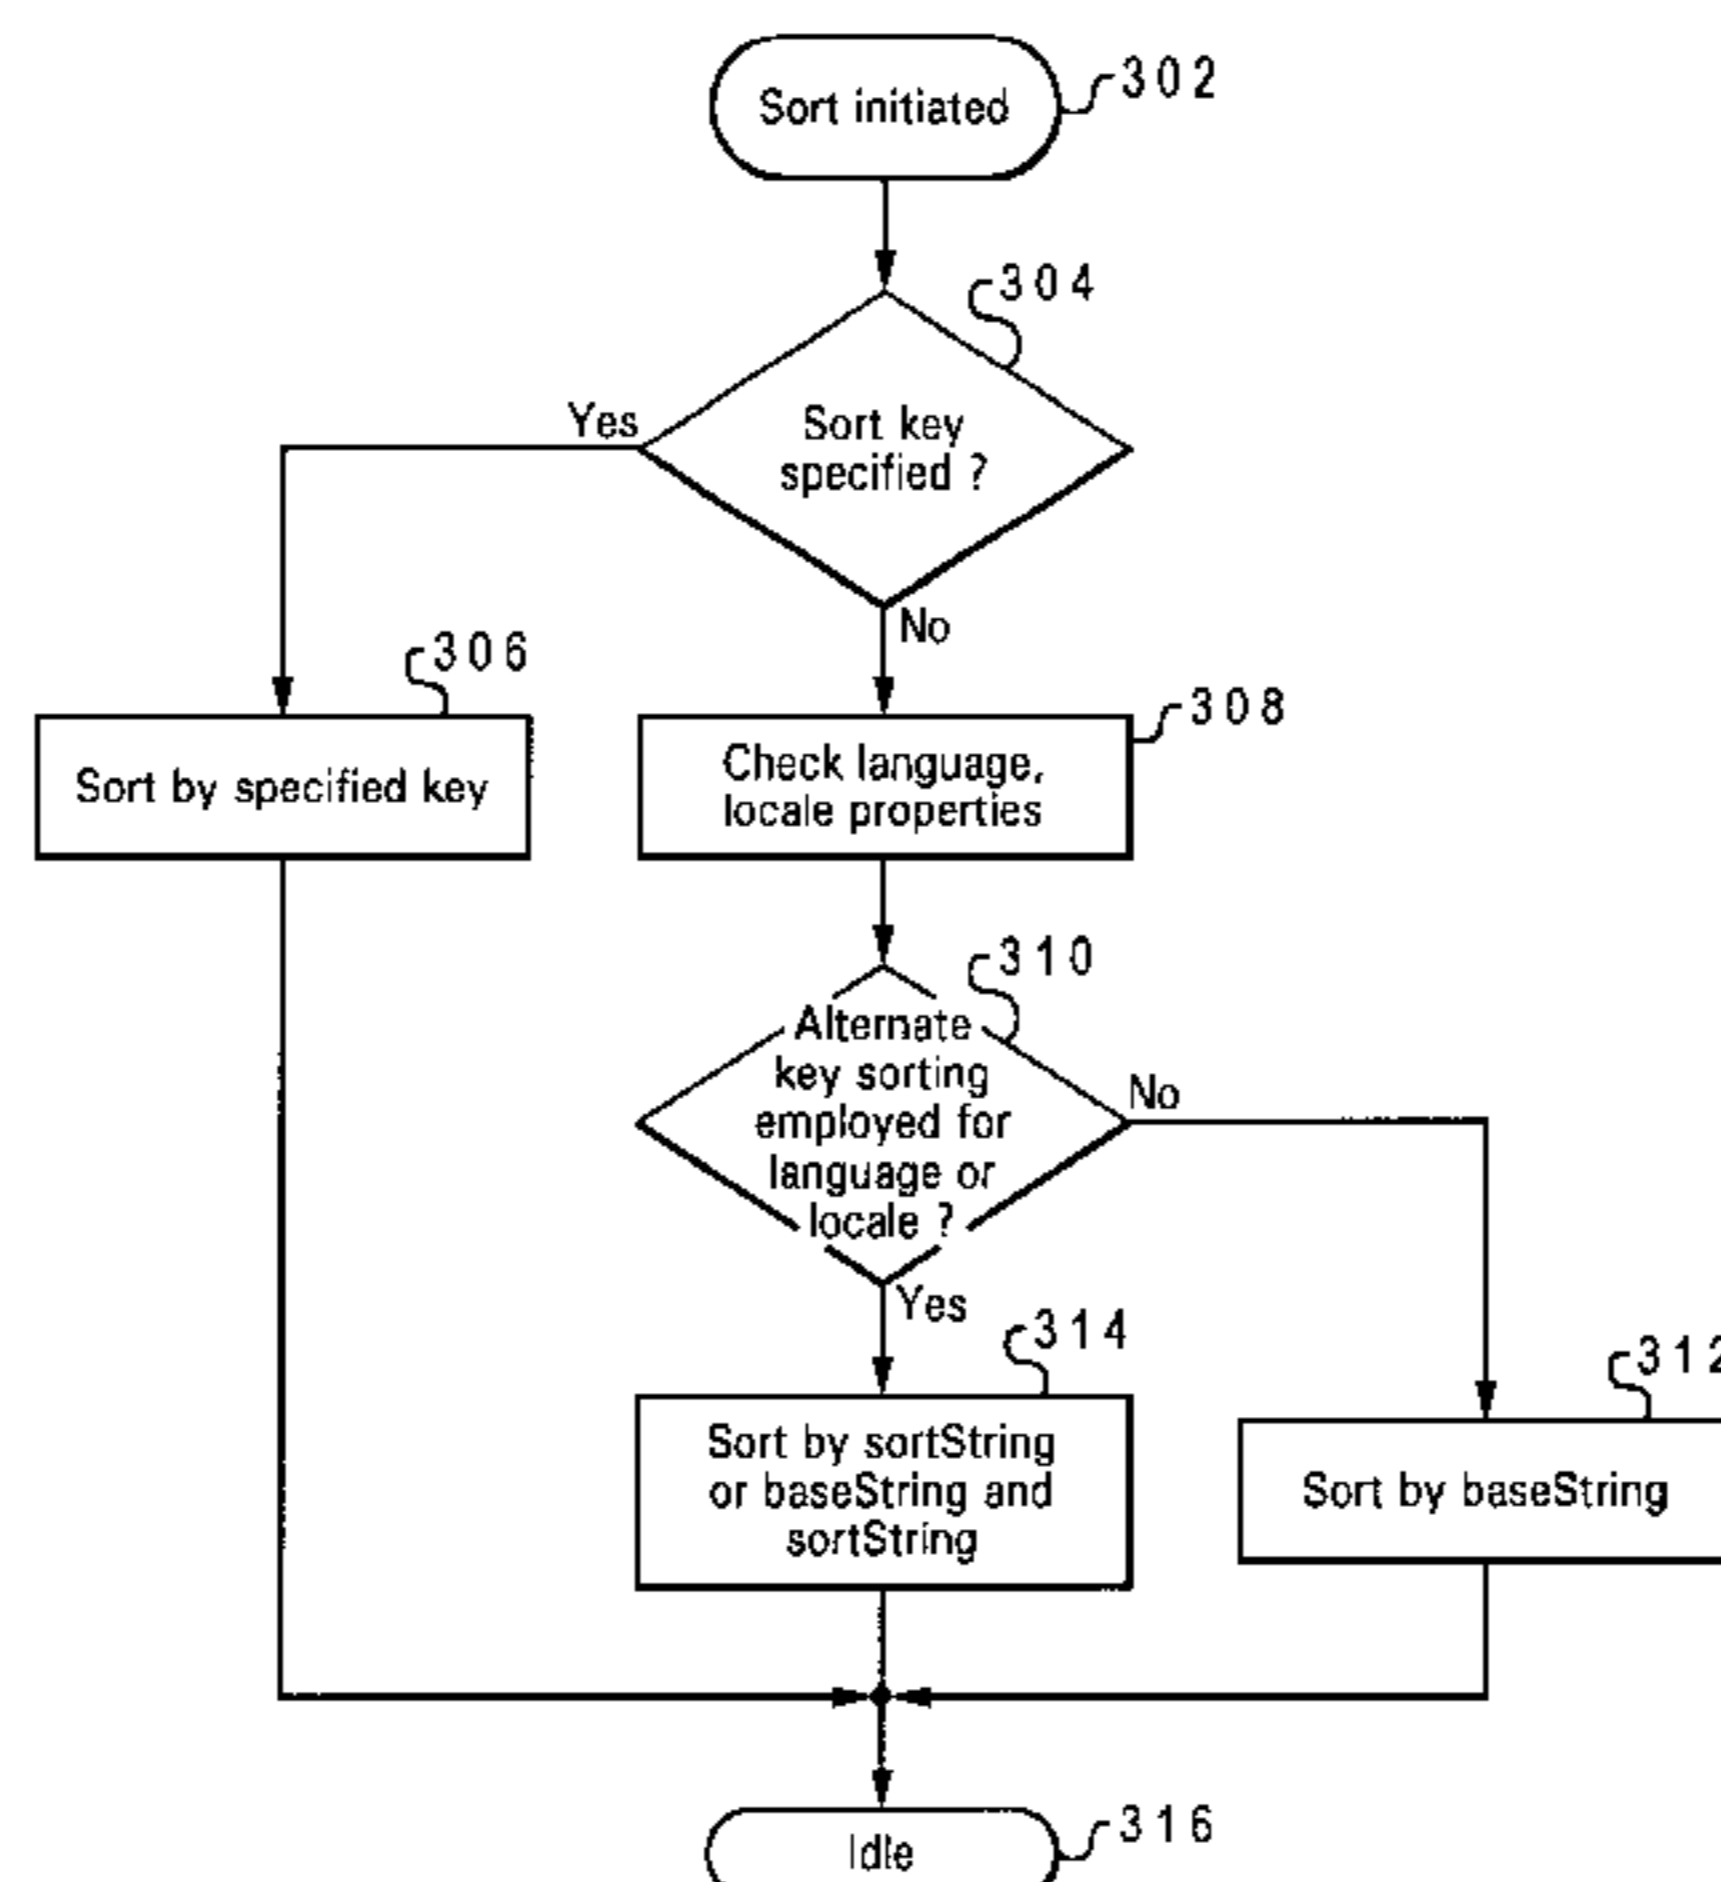 Sort initiated
302
304
Sort key
specified ?
Yes
No
306
Sort by specified key
308
Check language,
locale properties
310
Alternate
key sorting
employed for
language or
locale ?
No
Yes
314
Sort by sortString
or baseString and
sortString
312
Sort by baseString
Idle
316